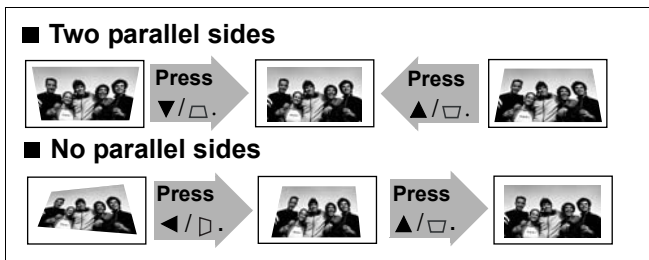 ■ Two parallel sides
Press
▼/⏢.
Press
▲/▽.
■ No parallel sides
Press
◄/▷.
Press
▲/▽.